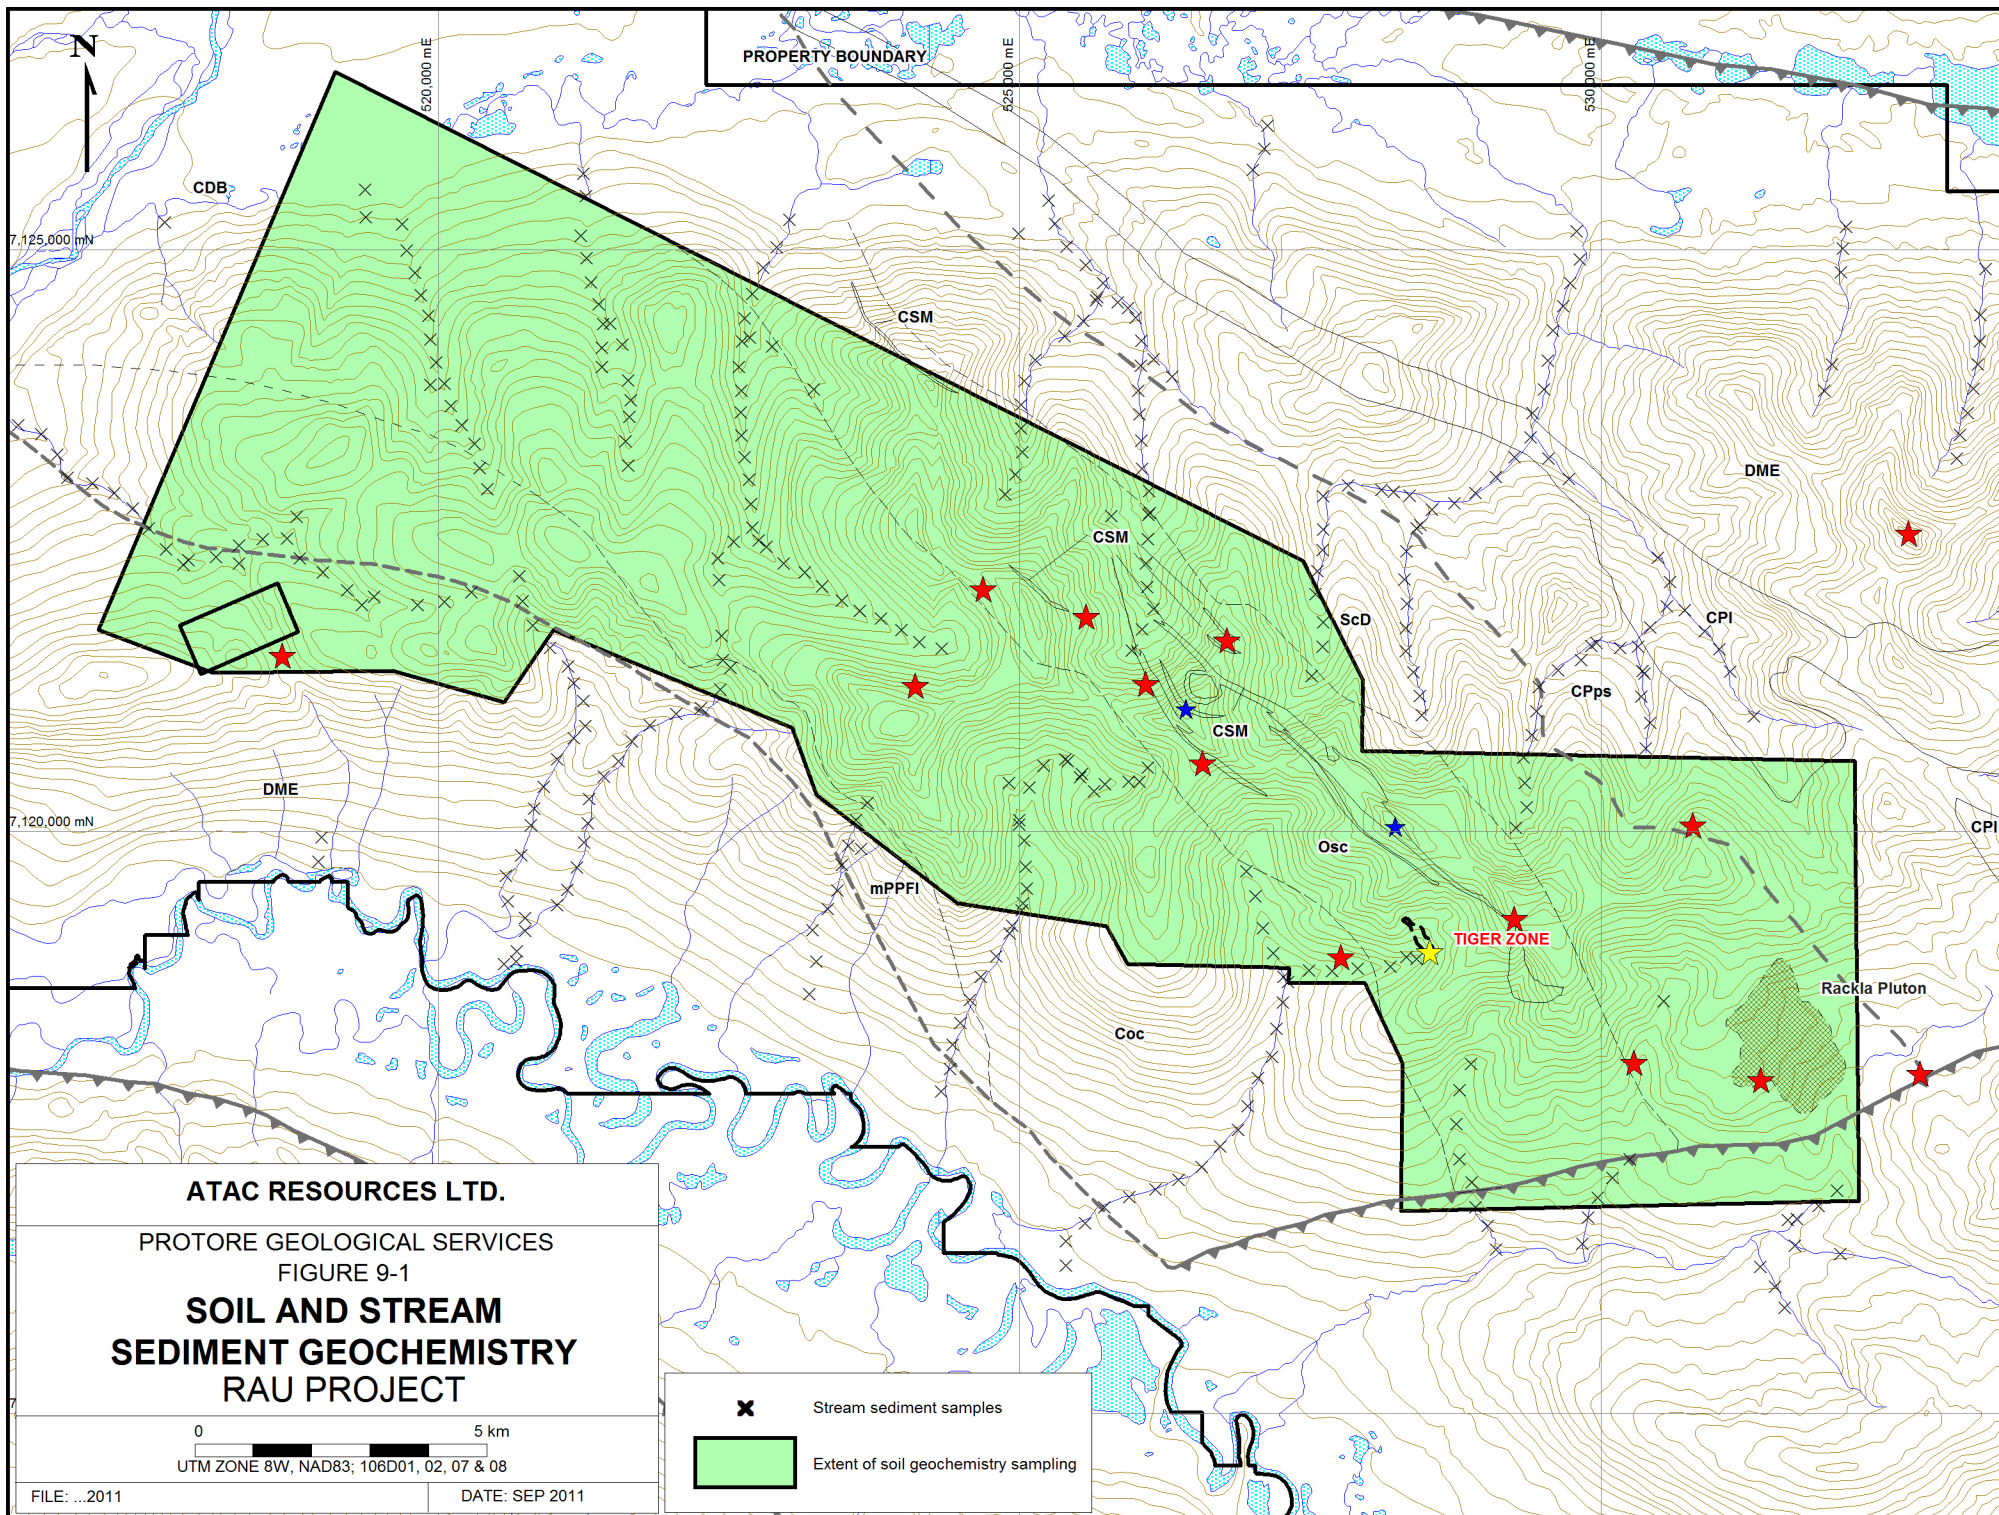 N
PROPERTY BOUNDARY
520,000 mE
525,000 mE
530,000 mE
CDB
7,125,000 mN
CSM
DME
CSM
ScD
CPI
CPps
CSM
DME
7,120,000 mN
CPI
Osc
mPPFI
TIGER ZONE
Rackla Pluton
Coc
ATAC RESOURCES LTD.
PROTORE GEOLOGICAL SERVICES
FIGURE 9-1
SOIL AND STREAM
SEDIMENT GEOCHEMISTRY
RAU PROJECT
0 5 km
UTM ZONE 8W, NAD83; 106D01, 02, 07 & 08
FILE: ...2011
DATE: SEP 2011
Stream sediment samples
Extent of soil geochemistry sampling